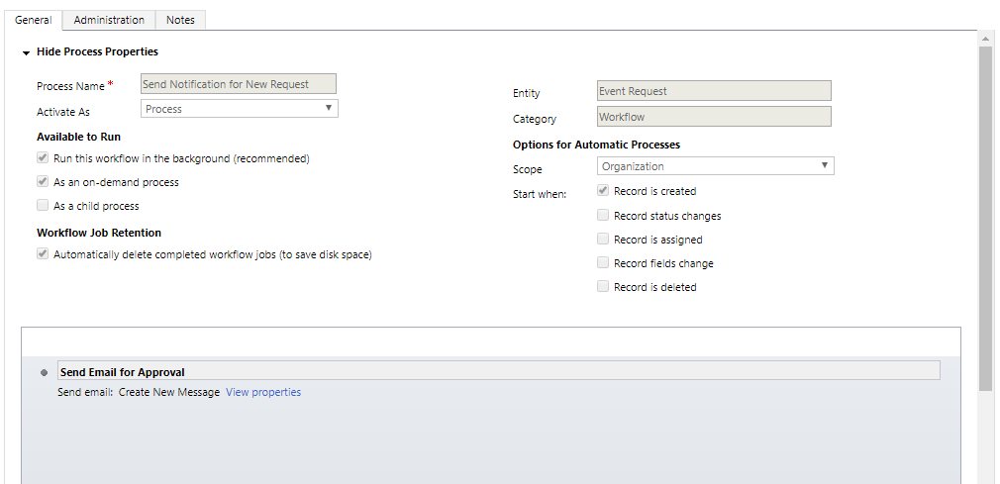 General Administration Notes
Hide Process Properties
Process Name *
Send Notification for New Request
Activate As
Process
Available to Run
Run this workflow in the background (recommended)
As an on-demand process
As a child process
Workflow Job Retention
Automatically delete completed workflow jobs (to save disk space)
Entity
Event Request
Category
Workflow
Options for Automatic Processes
Scope
Organization
Start when:
Record is created
Record status changes
Record is assigned
Record fields change
Record is deleted
Send Email for Approval
Send email: Create New Message View properties